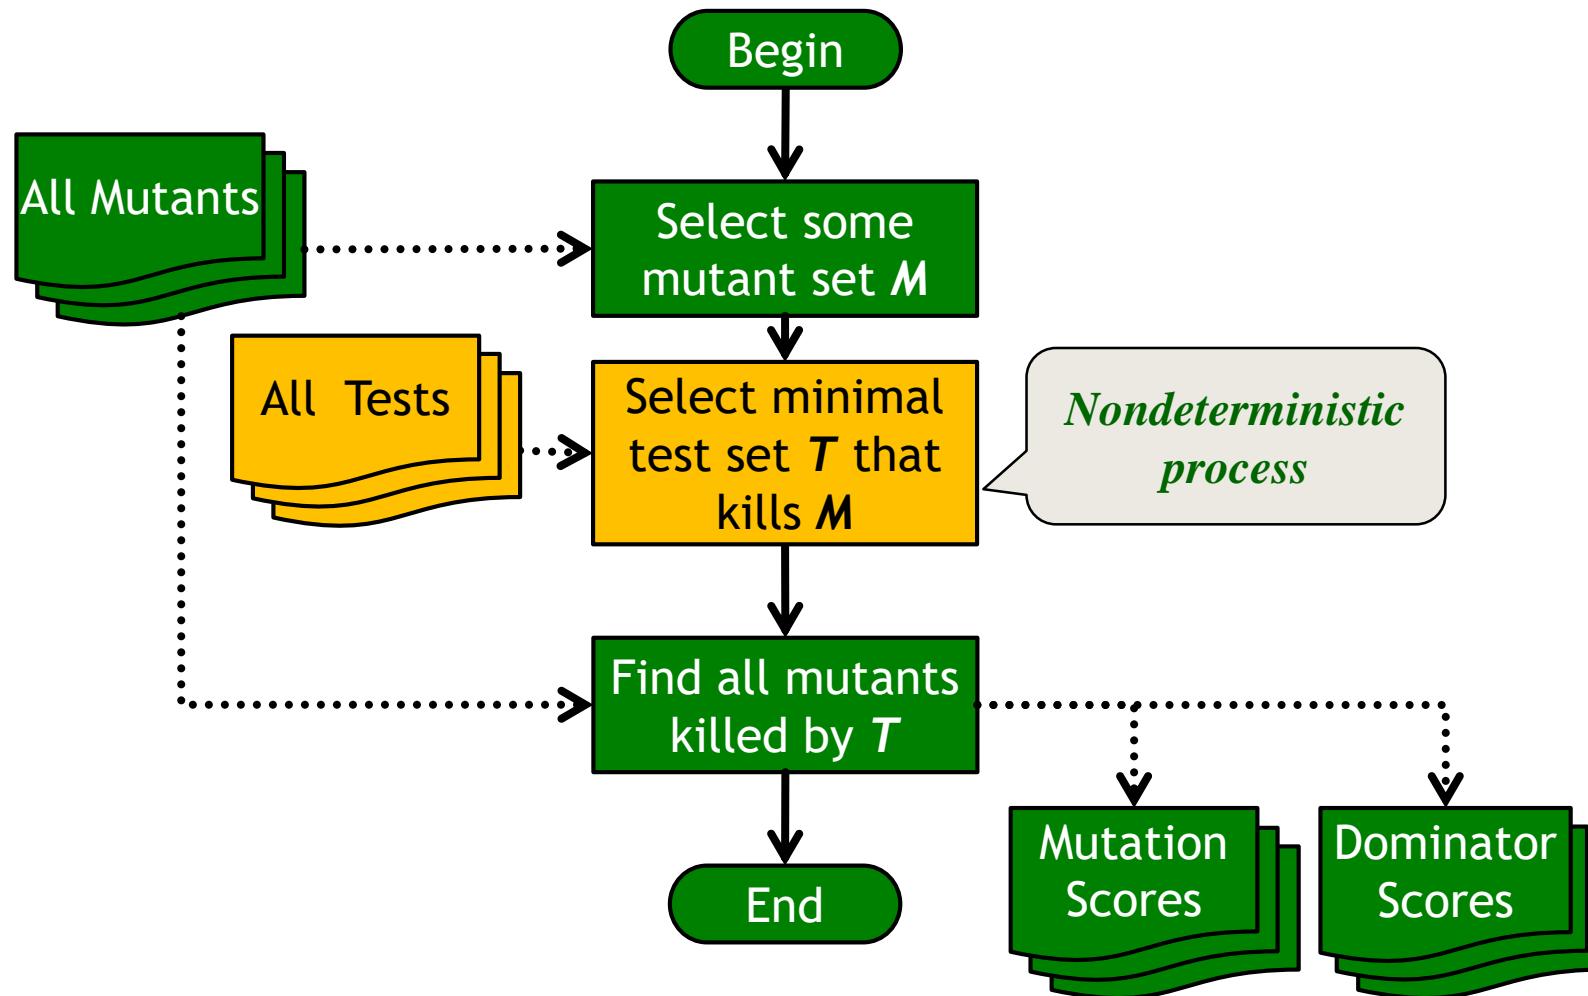 Begin
All Mutants
Select some
mutant set M
All Tests
Select minimal
test set T that
kills M
Nondeterministic
process
Find all mutants
killed by T
Mutation
Scores
Dominator
Scores
End